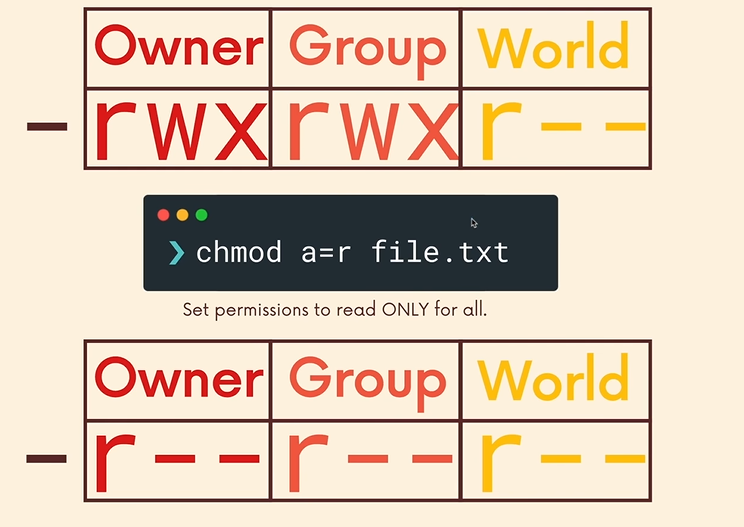 Owner Group World
- rwx rwx r--
❯ chmod a=r file.txt
Set permissions to read ONLY for all.
Owner Group World
- r-- r-- r--